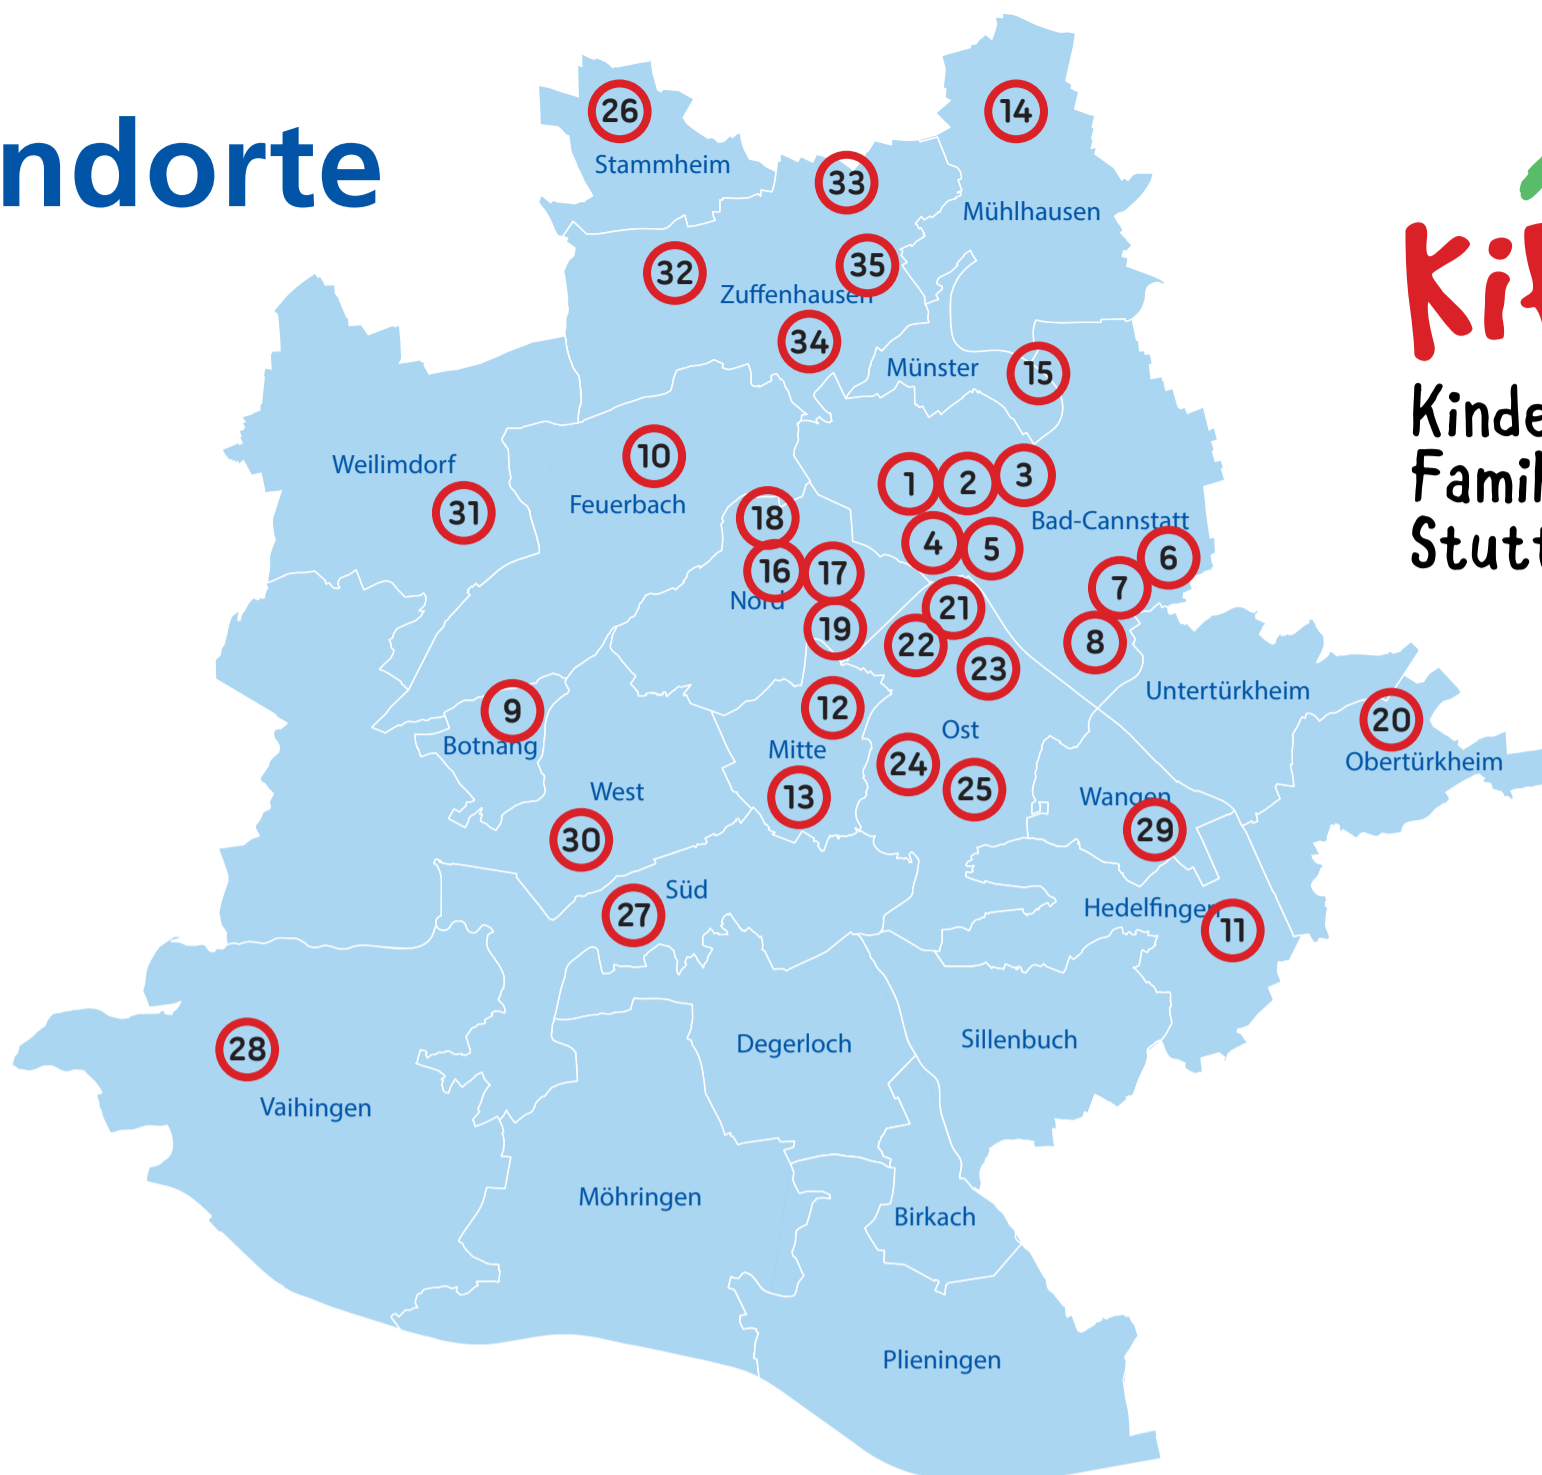 ndorte
26
14
Stammheim
33
Mühlhausen
35
32
Zuffenhausen
34
Münster
15
Kinde
Famil
Stutt
10
Weilimdorf
1
2
3
Feuerbach
31
18
Bad-Cannstatt
4
5
6
16
17
7
Nord
21
19
22
8
23
Untertürkheim
9
12
20
Botnang
Mitte
Ost
Obertürkheim
24
25
West
13
Wangen
30
29
Süd
27
Hedelfingen
11
28
Degerloch
Sillenbuch
Vaihingen
Möhringen
Birkach
Plieningen